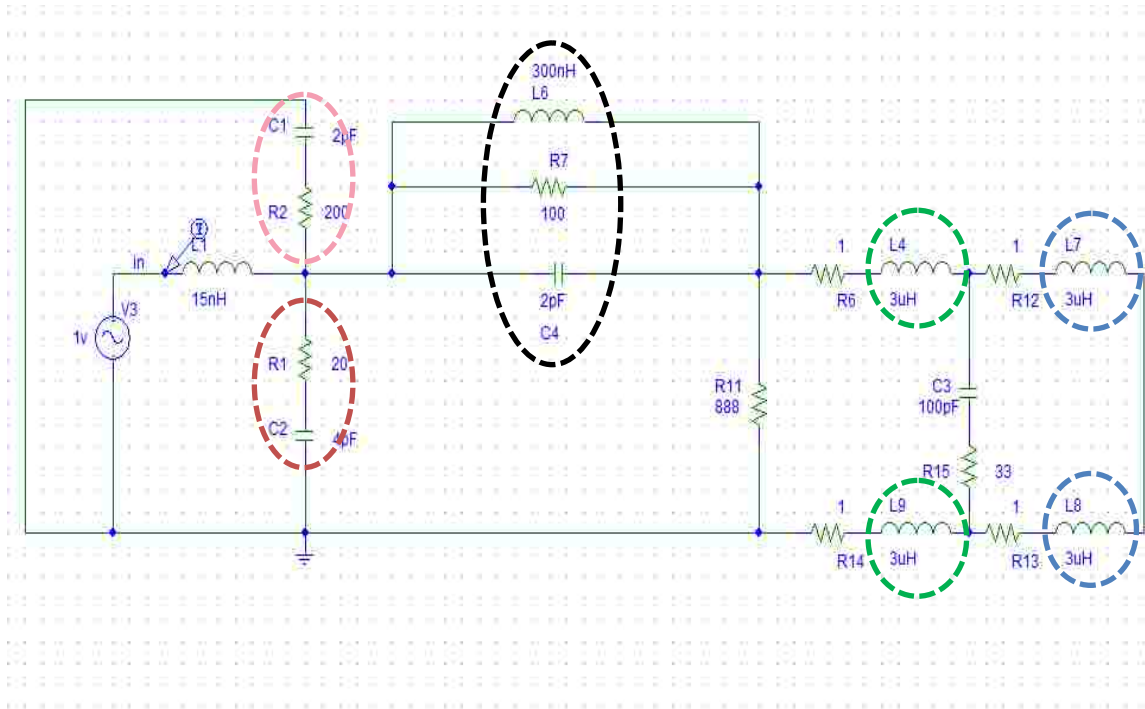 300nH
L6
C1
2pF
R7
R2
200
100
in
L1
15nH
V3
1v
2pF
C4
1
L4
1
L7
R6
3uH
R12
3uH
R1
20
R11
888
C3
100pF
C2
4pF
R15
33
1
L9
1
L8
R14
3uH
R13
3uH